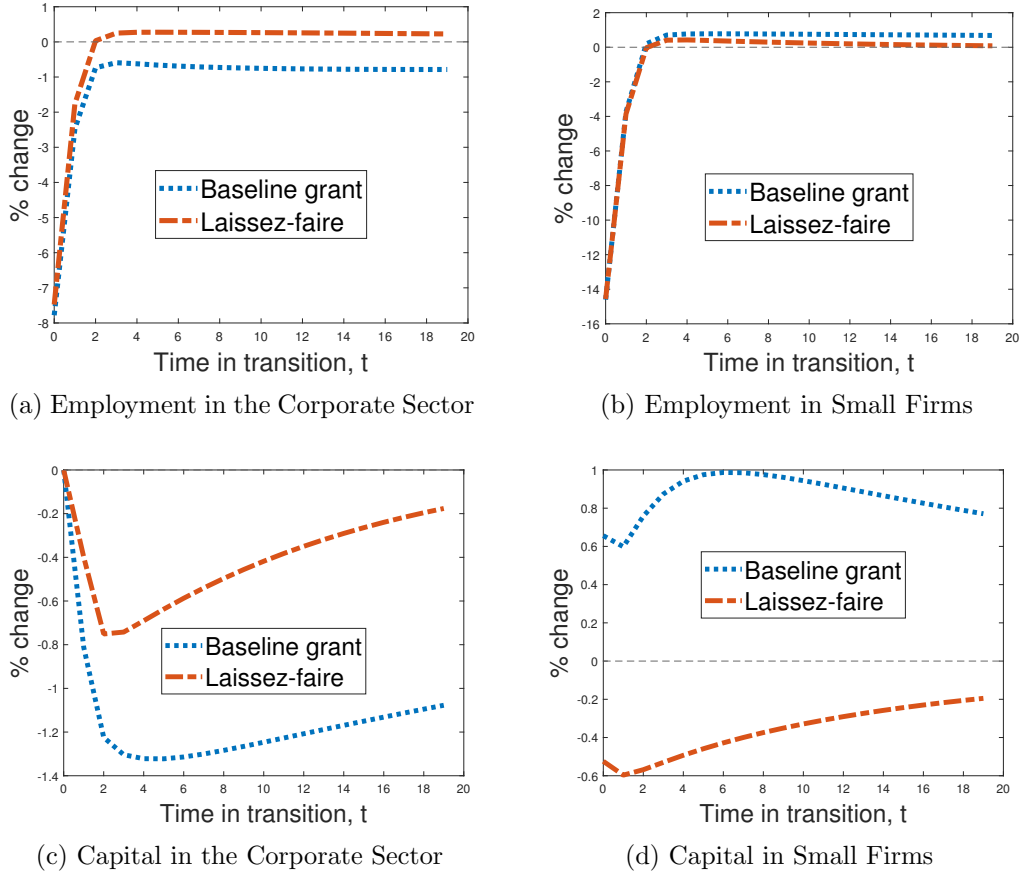 1
0
-1
-2
-3
-4
-5
-6
-7
-8
% change
Baseline grant
Laissez-faire
0 2 4 6 8 10 12 14 16 18 20
Time in transition, t
(a) Employment in the Corporate Sector
2
0
-2
-4
-6
-8
-10
-12
-14
-16
% change
Baseline grant
Laissez-faire
0 2 4 6 8 10 12 14 16 18 20
Time in transition, t
(b) Employment in Small Firms
0
-0.2
-0.4
-0.6
-0.8
-1
-1.2
-1.4
% change
Baseline grant
Laissez-faire
0 2 4 6 8 10 12 14 16 18 20
Time in transition, t
(c) Capital in the Corporate Sector
1
0.8
0.6
0.4
0.2
0
-0.2
-0.4
-0.6
% change
Baseline grant
Laissez-faire
0 2 4 6 8 10 12 14 16 18 20
Time in transition, t
(d) Capital in Small Firms